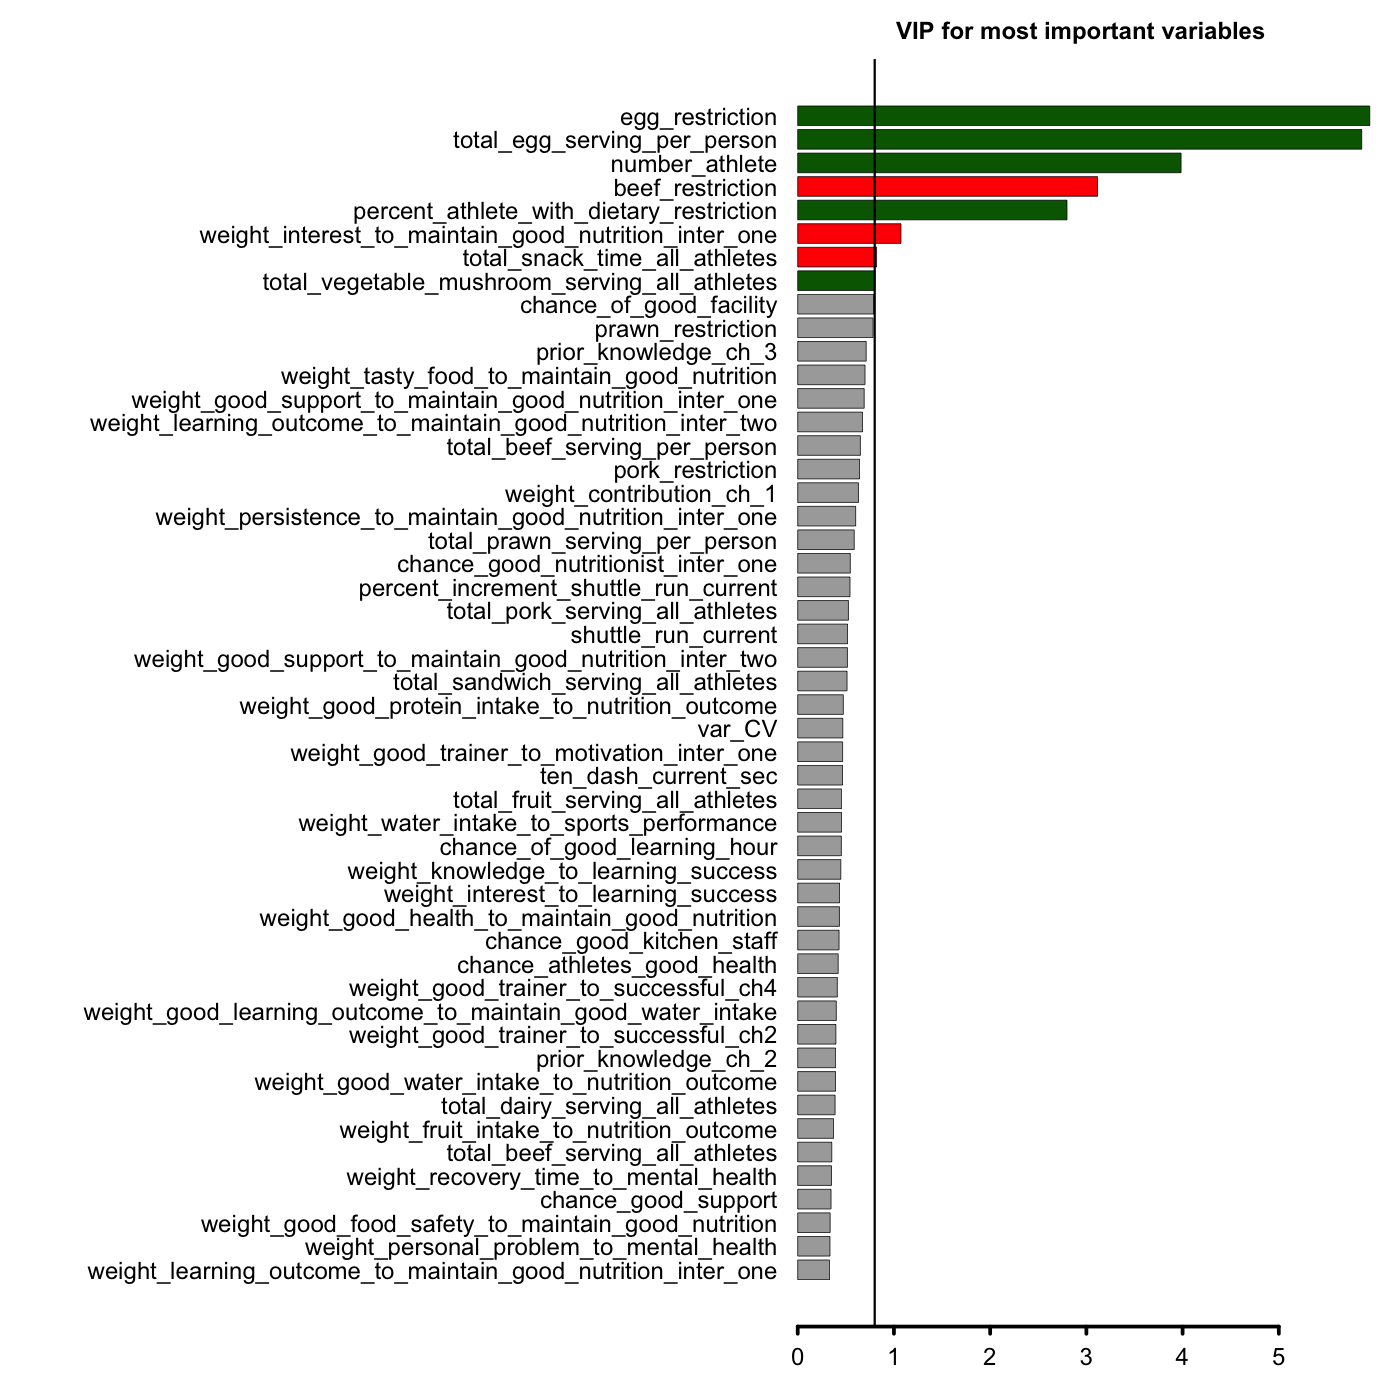 VIP for most important variables
egg_restriction
total_egg_serving_per_person
number_athlete
beef_restriction
percent_athlete_with_dietary_restriction
weight_interest_to_maintain_good_nutrition_inter_one
total_snack_time_all_athletes
total_vegetable_mushroom_serving_all_athletes
chance_of_good_facility
prawn_restriction
prior_knowledge_ch_3
weight_tasty_food_to_maintain_good_nutrition
weight_good_support_to_maintain_good_nutrition_inter_one
weight_learning_outcome_to_maintain_good_nutrition_inter_two
total_beef_serving_per_person
pork_restriction
weight_contribution_ch_1
weight_persistence_to_maintain_good_nutrition_inter_one
total_prawn_serving_per_person
chance_good_nutritionist_inter_one
percent_increment_shuttle_run_current
total_pork_serving_all_athletes
shuttle_run_current
weight_good_support_to_maintain_good_nutrition_inter_two
total_sandwich_serving_all_athletes
weight_good_protein_intake_to_nutrition_outcome
var_CV
weight_good_trainer_to_motivation_inter_one
ten_dash_current_sec
total_fruit_serving_all_athletes
weight_water_intake_to_sports_performance
chance_of_good_learning_hour
weight_knowledge_to_learning_success
weight_interest_to_learning_success
weight_good_health_to_maintain_good_nutrition
chance_good_kitchen_staff
chance_athletes_good_health
weight_good_trainer_to_successful_ch4
weight_good_learning_outcome_to_maintain_good_water_intake
weight_good_trainer_to_successful_ch2
prior_knowledge_ch_2
weight_good_water_intake_to_nutrition_outcome
total_dairy_serving_all_athletes
weight_fruit_intake_to_nutrition_outcome
total_beef_serving_all_athletes
weight_recovery_time_to_mental_health
chance_good_support
weight_good_food_safety_to_maintain_good_nutrition
weight_personal_problem_to_mental_health
weight_learning_outcome_to_maintain_good_nutrition_inter_one
0 1 2 3 4 5